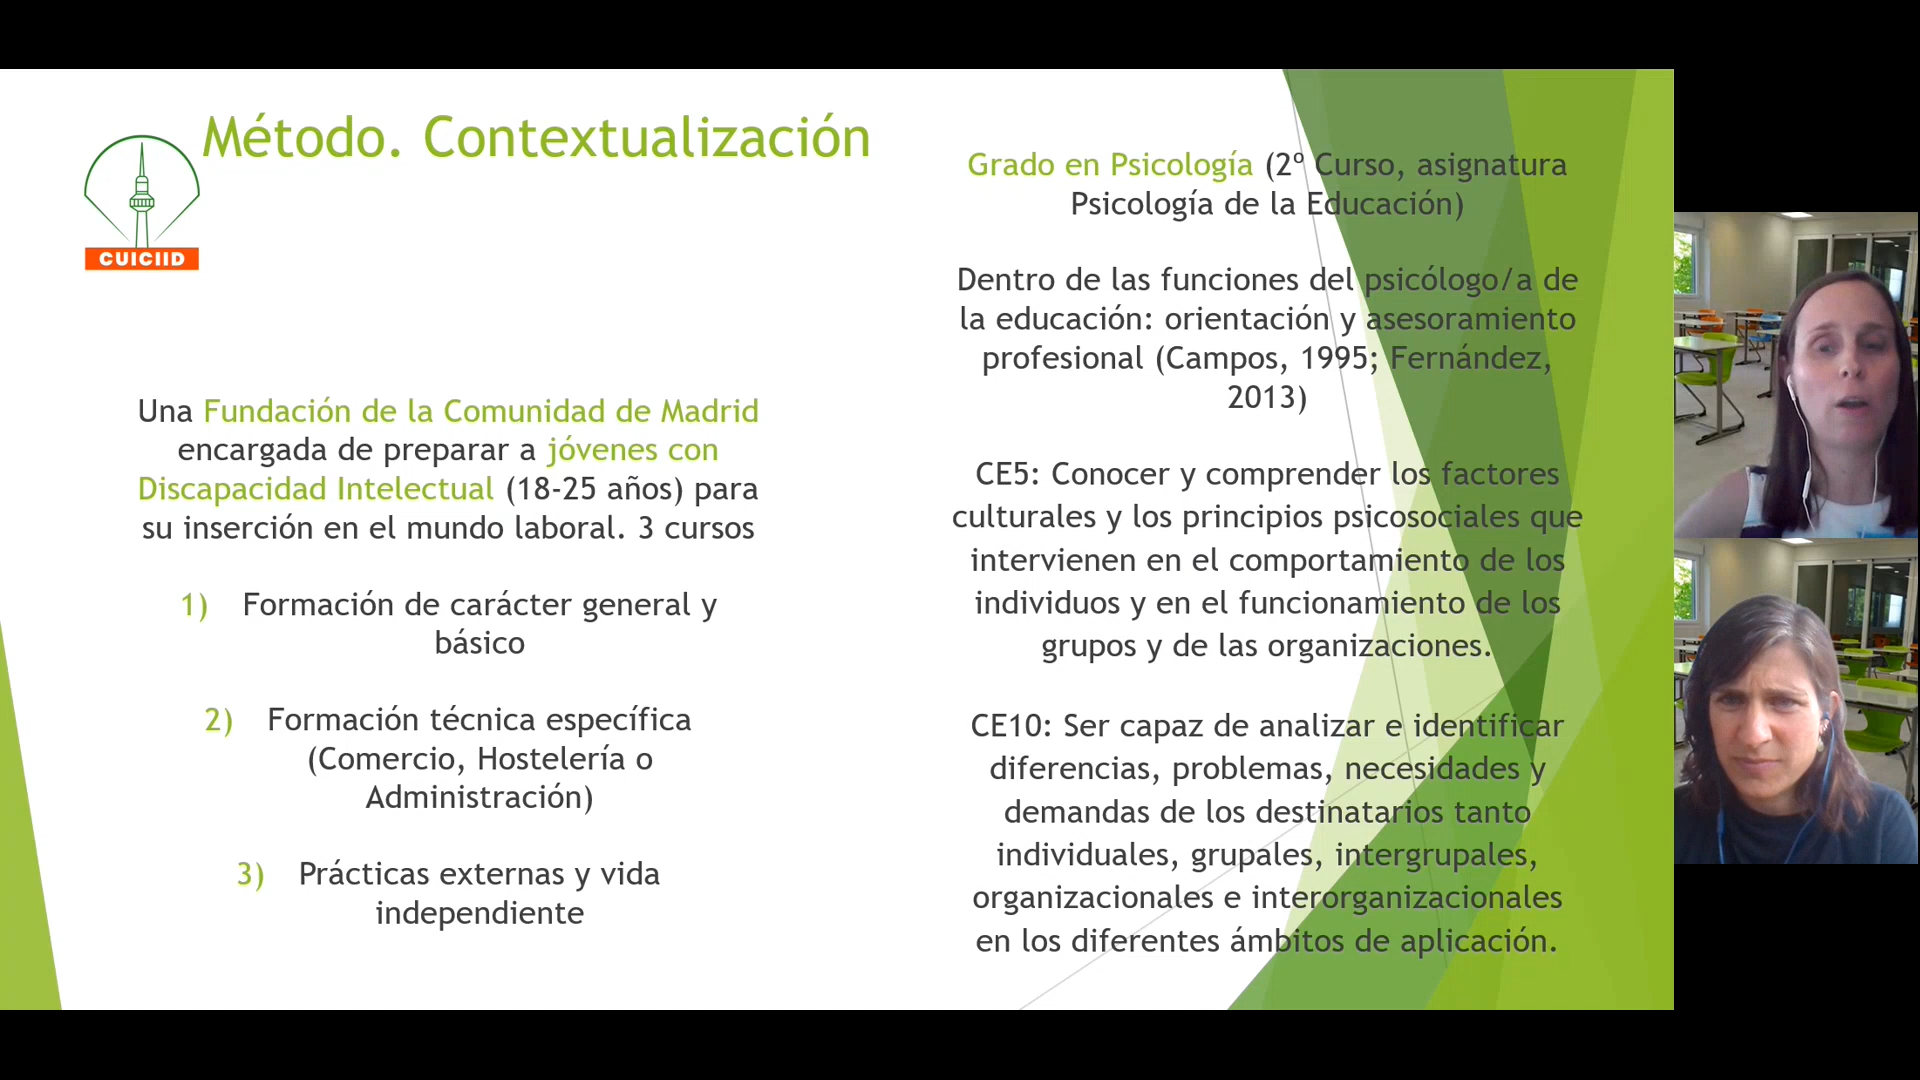 Método. Contextualización
CUICIID
Una Fundación de la Comunidad de Madrid
encargada de preparar a jóvenes con
Discapacidad Intelectual (18-25 años) para
su inserción en el mundo laboral. 3 cursos
1) Formación de carácter general y
básico
2) Formación técnica específica
(Comercio, Hostelería o
Administración)
3) Prácticas externas y vida
independiente
Grado en Psicología (2º Curso, asignatura
Psicología de la Educación)
Dentro de las funciones del psicólogo/a de
la educación: orientación y asesoramiento
profesional (Campos, 1995; Fernández,
2013)
CE5: Conocer y comprender los factores
culturales y los principios psicosociales que
intervienen en el comportamiento de los
individuos y en el funcionamiento de los
grupos y de las organizaciones.
CE10: Ser capaz de analizar e identificar
diferencias, problemas, necesidades y
demandas de los destinatarios tanto
individuales, grupales, intergrupales,
organizacionales e interorganizacionales
en los diferentes ámbitos de aplicación.